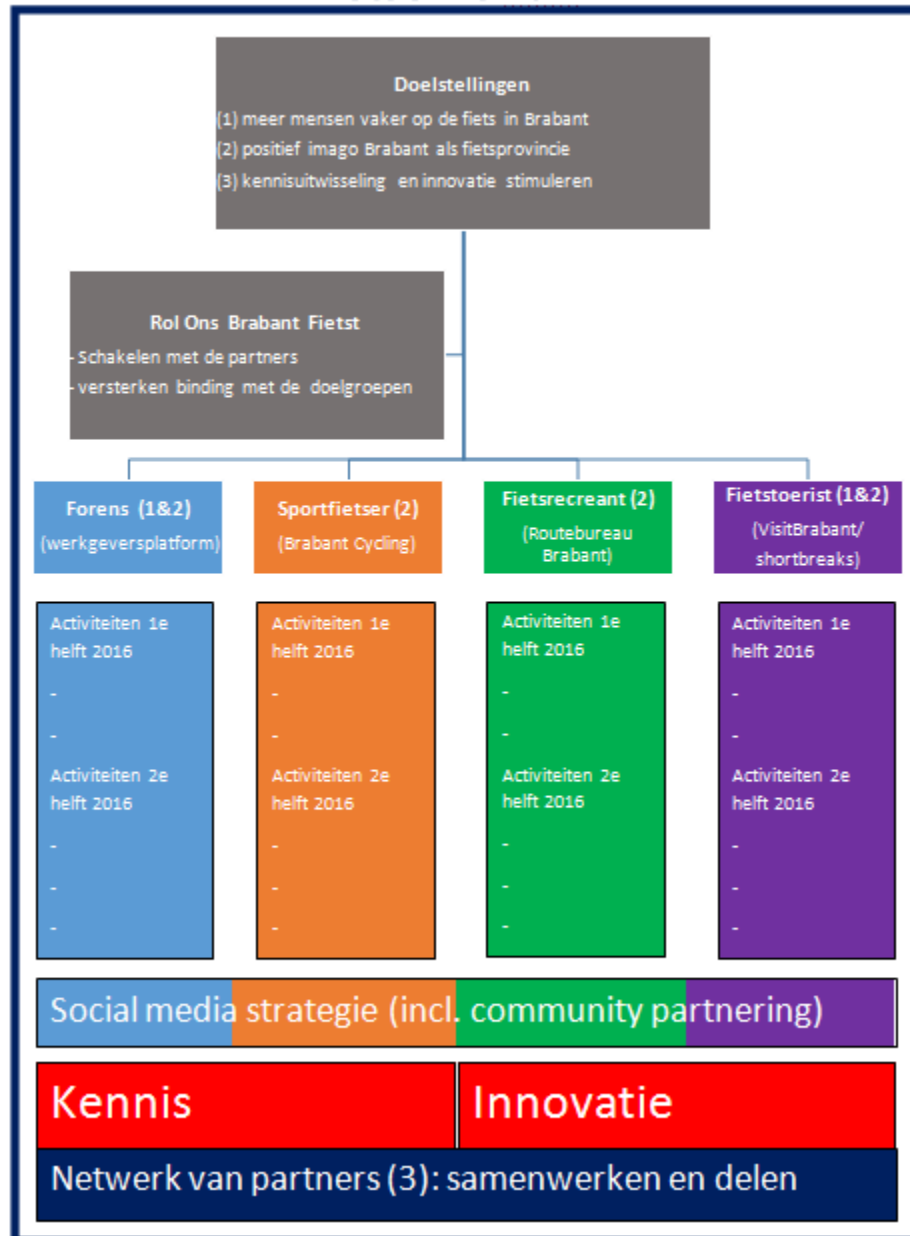 Doelstellingen
(1) meer mensen vaker op de fiets in Brabant
(2) positief imago Brabant als fietsprovincie
(3) kennisuitwisseling en innovatie stimuleren
Rol Ons Brabant Fietst
- Schakelen met de partners
- versterken binding met de doelgroepen
Forens (1&2)
(werkgeversplatform)
Sportfietser (2)
(Brabant Cycling)
Fietsrecreant (2)
(Routebureau
Brabant)
Fietstoerist (1&2)
(VisitBrabant/
shortbreaks)
Activiteiten 1e
helft 2016
-
-
Activiteiten 2e
helft 2016
-
-
-
Activiteiten 1e
helft 2016
-
-
Activiteiten 2e
helft 2016
-
-
-
Activiteiten 1e
helft 2016
-
-
Activiteiten 2e
helft 2016
-
-
-
Activiteiten 1e
helft 2016
-
-
Activiteiten 2e
helft 2016
-
-
-
Social media strategie (incl. community partnering)
Kennis
Innovatie
Netwerk van partners (3): samenwerken en delen